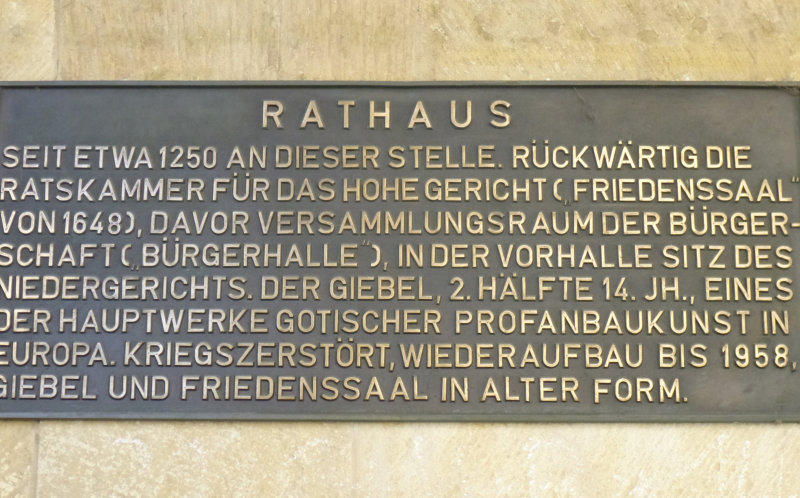 RATHAUS
SEIT ETWA 1250 AN DIESER STELLE. RÜCKWÄRTIG DIE
RATSKAMMER FÜR DAS HOHE GERICHT („FRIEDENSSAAL“
VON 1648), DAVOR VERSAMMLUNGSRAUM DER BÜRGER-
SCHAFT („BÜRGERHALLE“), IN DER VORHALLE SITZ DES
NIEDERGERICHTS. DER GIEBEL, 2. HÄLFTE 14. JH., EINES
DER HAUPTWERKE GOTISCHER PROFANBAUKUNST IN
EUROPA. KRIEGSZERSTÖRT, WIEDERAUFBAU BIS 1958,
GIEBEL UND FRIEDENSSAAL IN ALTER FORM.